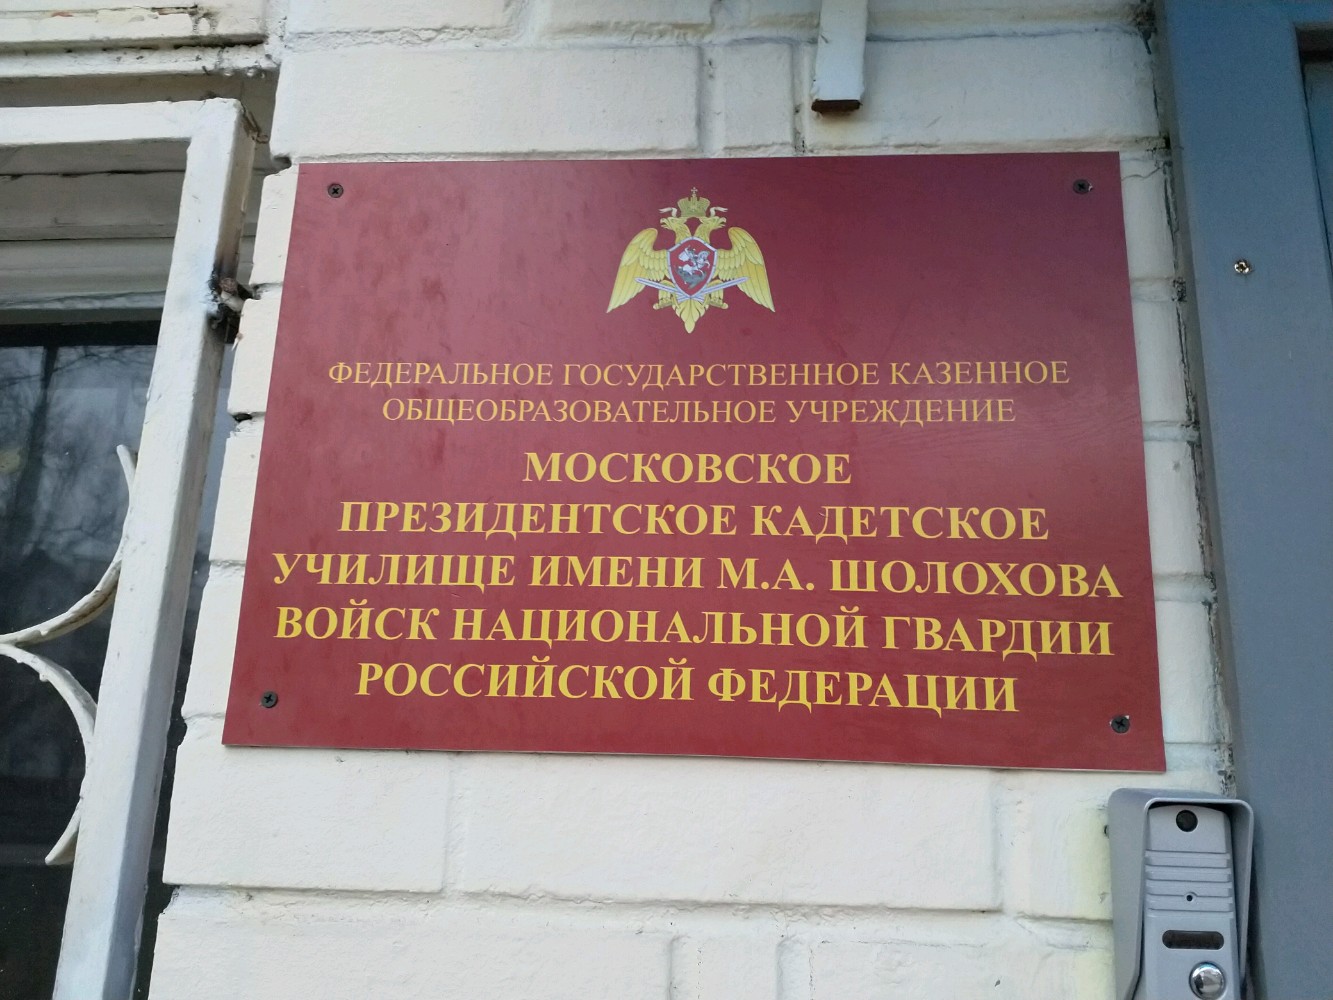 ФЕДЕРАЛЬНОЕ ГОСУДАРСТВЕННОЕ КАЗЕННОЕ
ОБЩЕОБРАЗОВАТЕЛЬНОЕ УЧРЕЖДЕНИЕ
МОСКОВСКОЕ
ПРЕЗИДЕНТСКОЕ КАДЕТСКОЕ
УЧИЛИЩЕ ИМЕНИ М.А. ШОЛОХОВА
ВОЙСК НАЦИОНАЛЬНОЙ ГВАРДИИ
РОССИЙСКОЙ ФЕДЕРАЦИИ